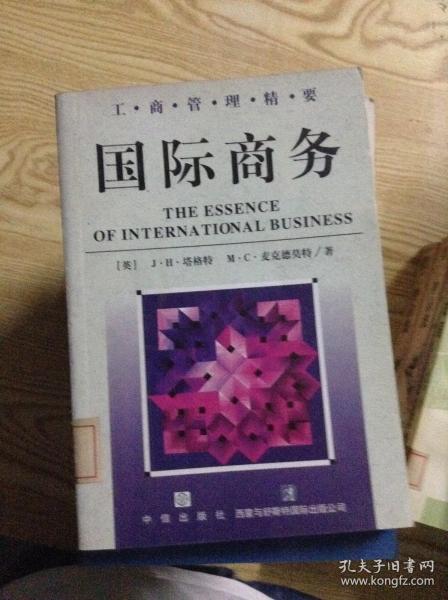 工·商·管·理·精·要
国际商务
THE ESSENCE
OF INTERNATIONAL BUSINESS
[英] J·H·塔格特 M·C·麦克德莫特/著
中信出版社 西蒙与舒斯特国际出版公司
孔夫子旧书网
www.kongfz.com